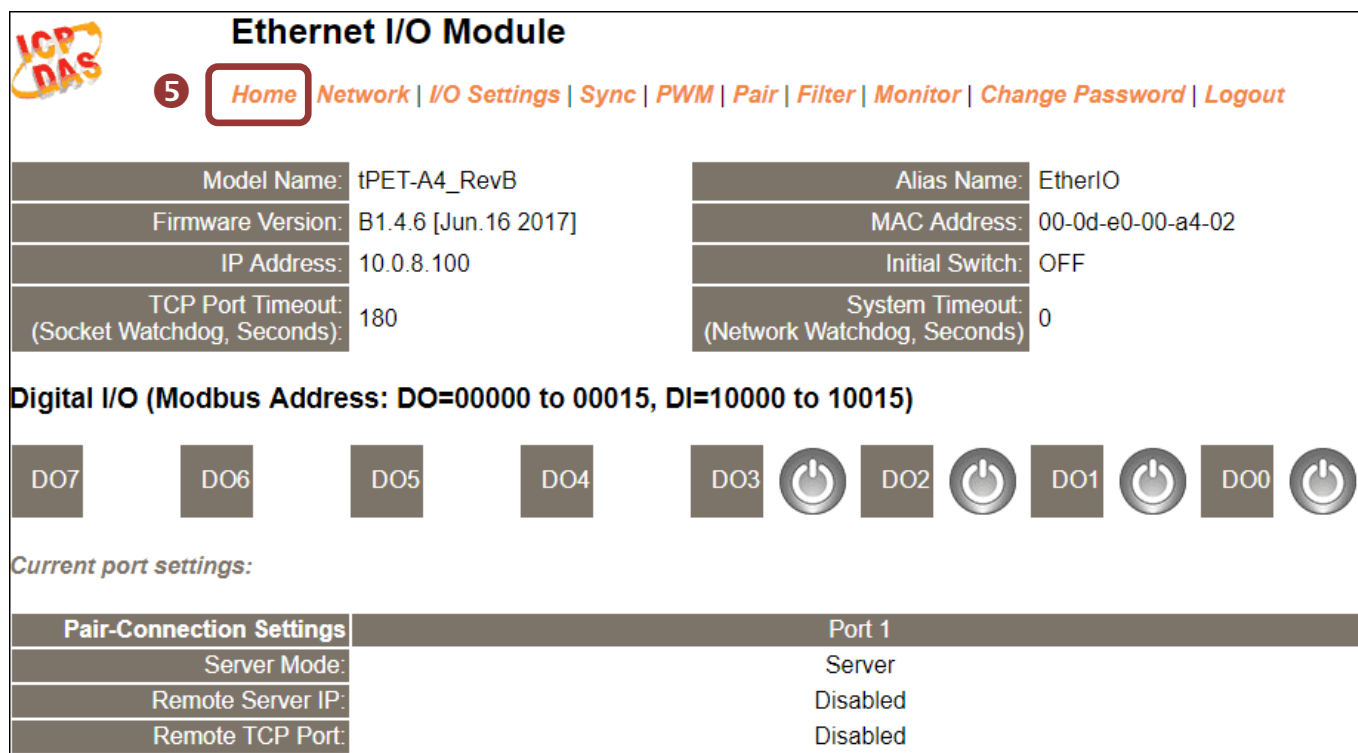 ICP DAS
Ethernet I/O Module
5 Home | Network | I/O Settings | Sync | PWM | Pair | Filter | Monitor | Change Password | Logout
Model Name: tPET-A4_RevB Alias Name: EtherIO
Firmware Version: B1.4.6 [Jun.16 2017] MAC Address: 00-0d-e0-00-a4-02
IP Address: 10.0.8.100 Initial Switch: OFF
TCP Port Timeout: (Socket Watchdog, Seconds): 180 System Timeout: (Network Watchdog, Seconds) 0
Digital I/O (Modbus Address: DO=00000 to 00015, DI=10000 to 10015)
DO7 DO6 DO5 DO4 DO3 DO2 DO1 DO0
Current port settings:
Pair-Connection Settings Port 1
Server Mode: Server
Remote Server IP: Disabled
Remote TCP Port: Disabled